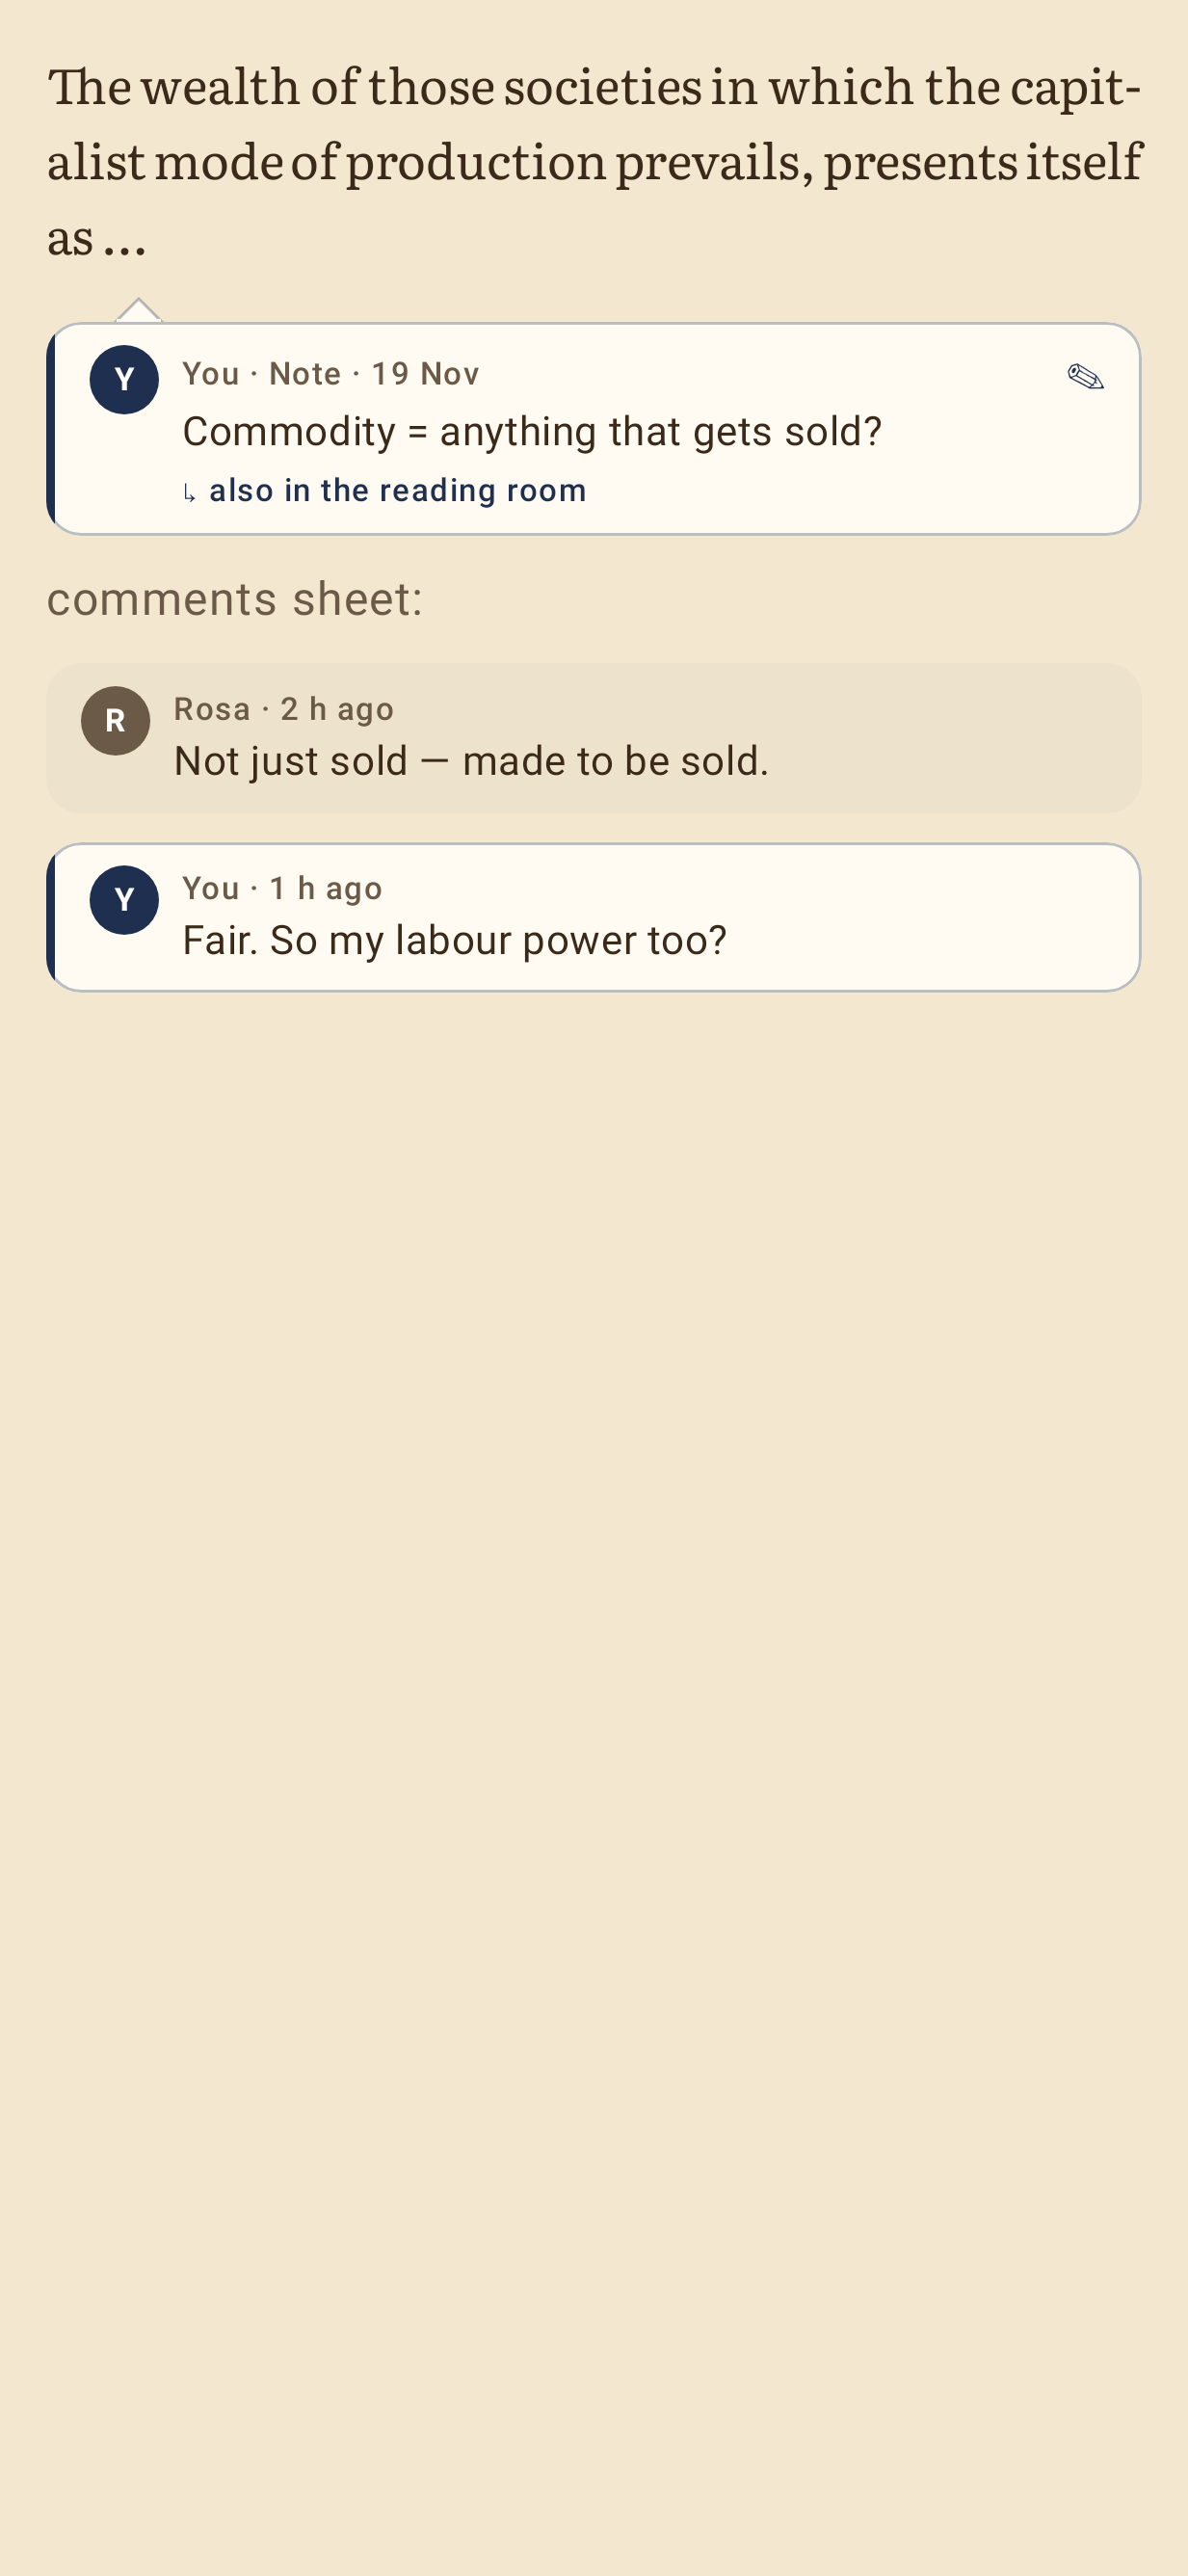 The wealth of those societies in which the capit-
alist mode of production prevails, presents itself
as ...
Y
You · Note · 19 Nov
✎
Commodity = anything that gets sold?
↳ also in the reading room
comments sheet:
R
Rosa · 2 h ago
Not just sold — made to be sold.
Y
You · 1 h ago
Fair. So my labour power too?